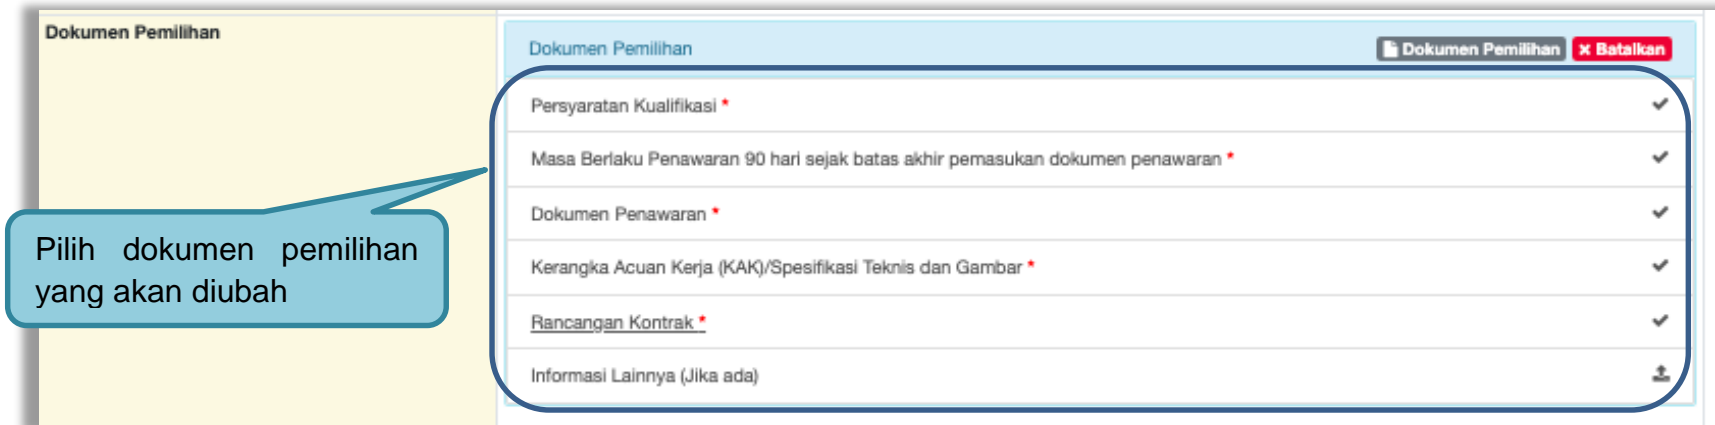 Dokumen Pemilihan
Dokumen Pemilihan
Dokumen Pemilihan
× Batalkan
Persyaratan Kualifikasi *
Masa Berlaku Penawaran 90 hari sejak batas akhir pemasukan dokumen penawaran *
Dokumen Penawaran *
Kerangka Acuan Kerja (KAK)/Spesifikasi Teknis dan Gambar *
Rancangan Kontrak *
Informasi Lainnya (Jika ada)
Pilih dokumen pemilihan
yang akan diubah